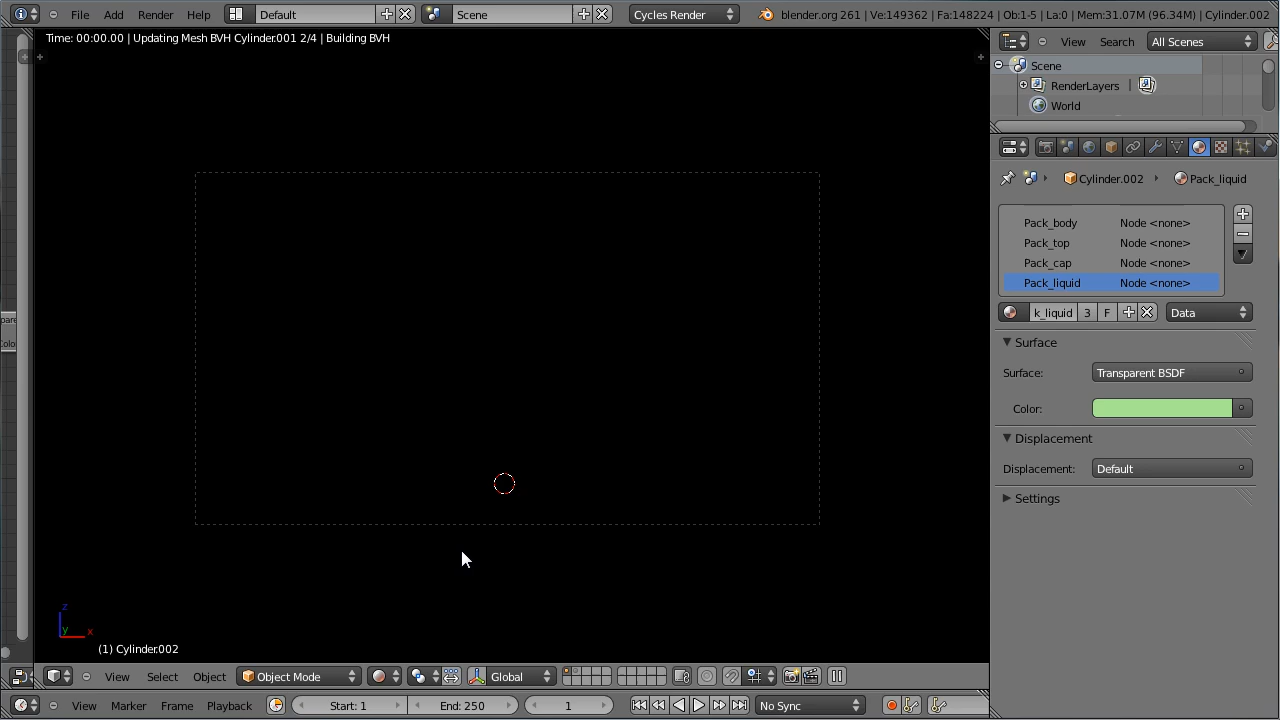 File Add Render Help Default Scene Cycles Render blender.org 261 | Ve:149362 | Fa:148224 | Ob:1-5 | La:0 | Mem:31.07M (96.34M) | Cylinder.002
Time: 00:00.00 | Updating Mesh BVH Cylinder.001 2/4 | Building BVH
View Search All Scenes
Scene
RenderLayers |
World
Cylinder.002 Pack_liquid
Pack_body Node <none>
Pack_top Node <none>
Pack_cap Node <none>
Pack_liquid Node <none>
k_liquid 3 F Data
Surface
Surface: Transparent BSDF
Color:
Displacement
Displacement: Default
Settings
z
y x
(1) Cylinder.002
View Select Object Object Mode Global
View Marker Frame Playback Start: 1 End: 250 1 No Sync